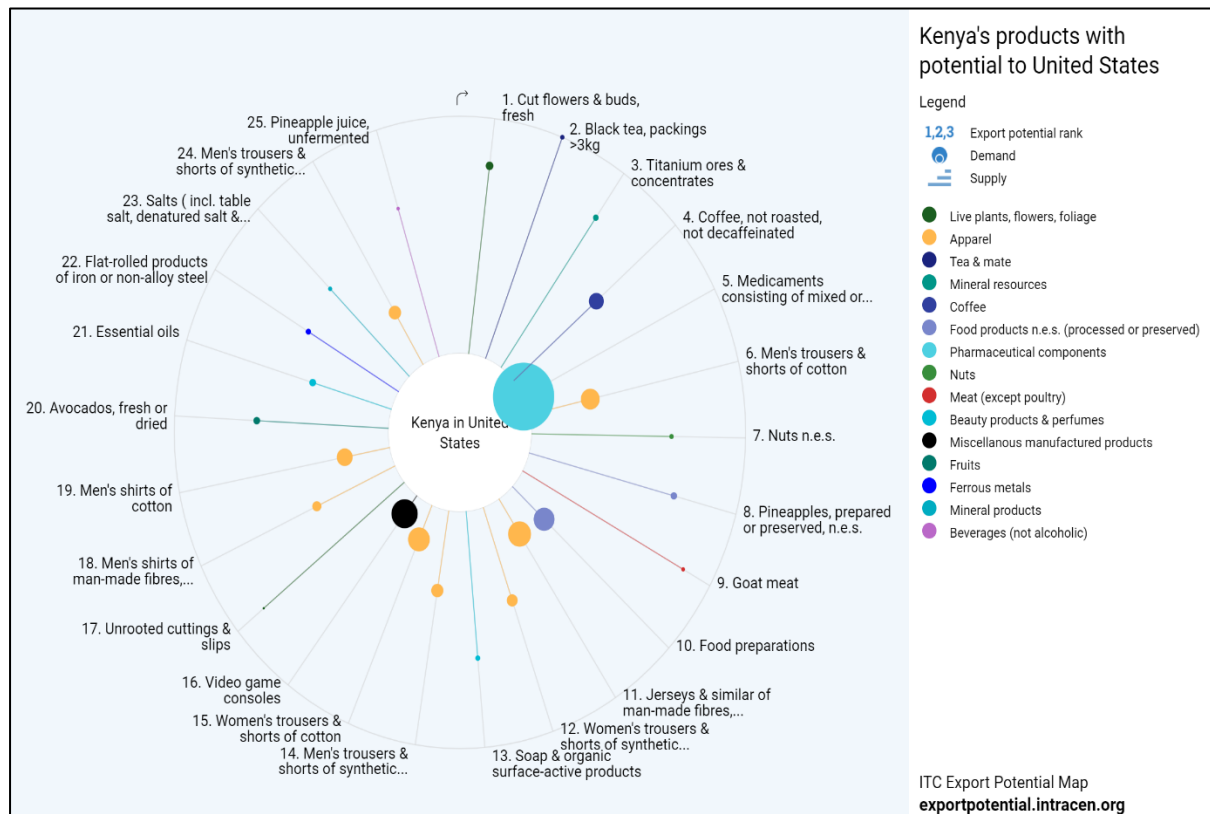 Kenya's products with
potential to United States
Legend
1,2,3 Export potential rank
Demand
Supply
Live plants, flowers, foliage
Apparel
Tea & mate
Mineral resources
Coffee
Food products n.e.s. (processed or preserved)
Pharmaceutical components
Nuts
Meat (except poultry)
Beauty products & perfumes
Miscellanous manufactured products
Fruits
Ferrous metals
Mineral products
Beverages (not alcoholic)
ITC Export Potential Map
exportpotential.intracen.org
Kenya in United
States
1. Cut flowers & buds,
fresh
2. Black tea, packings
>3kg
3. Titanium ores &
concentrates
4. Coffee, not roasted,
not decaffeinated
5. Medicaments
consisting of mixed or...
6. Men's trousers &
shorts of cotton
7. Nuts n.e.s.
8. Pineapples, prepared
or preserved, n.e.s.
9. Goat meat
10. Food preparations
11. Jerseys & similar of
man-made fibres,...
12. Women's trousers &
shorts of synthetic...
13. Soap & organic
surface-active products
14. Men's trousers &
shorts of synthetic...
15. Women's trousers &
shorts of cotton
16. Video game
consoles
17. Unrooted cuttings &
slips
18. Men's shirts of
man-made fibres,...
19. Men's shirts of
cotton
20. Avocados, fresh or
dried
21. Essential oils
22. Flat-rolled products
of iron or non-alloy steel
23. Salts ( incl. table
salt, denatured salt &...
24. Men's trousers &
shorts of synthetic...
25. Pineapple juice,
unfermented